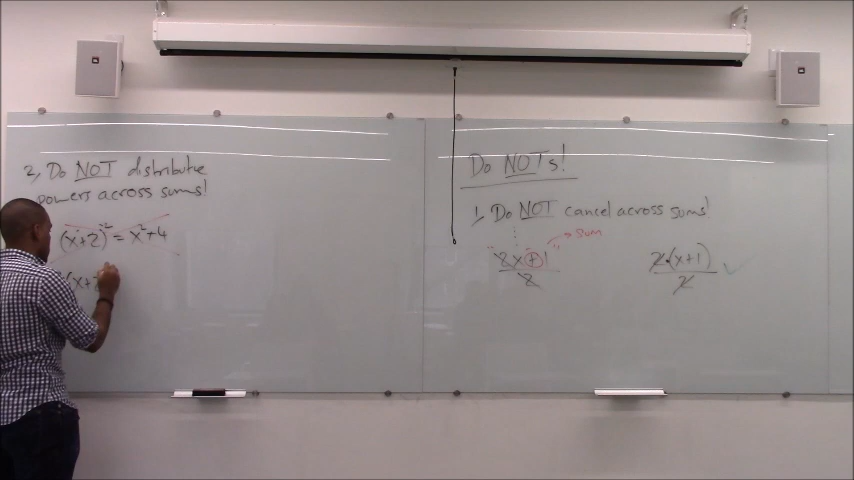 2, Do NOT distribute
powers across sums!
(x+2)² = x²+4
(x+2
Do NOTs!
1, Do NOT cancel across sums!
sum
2x+1
2
2·(x+1)
2